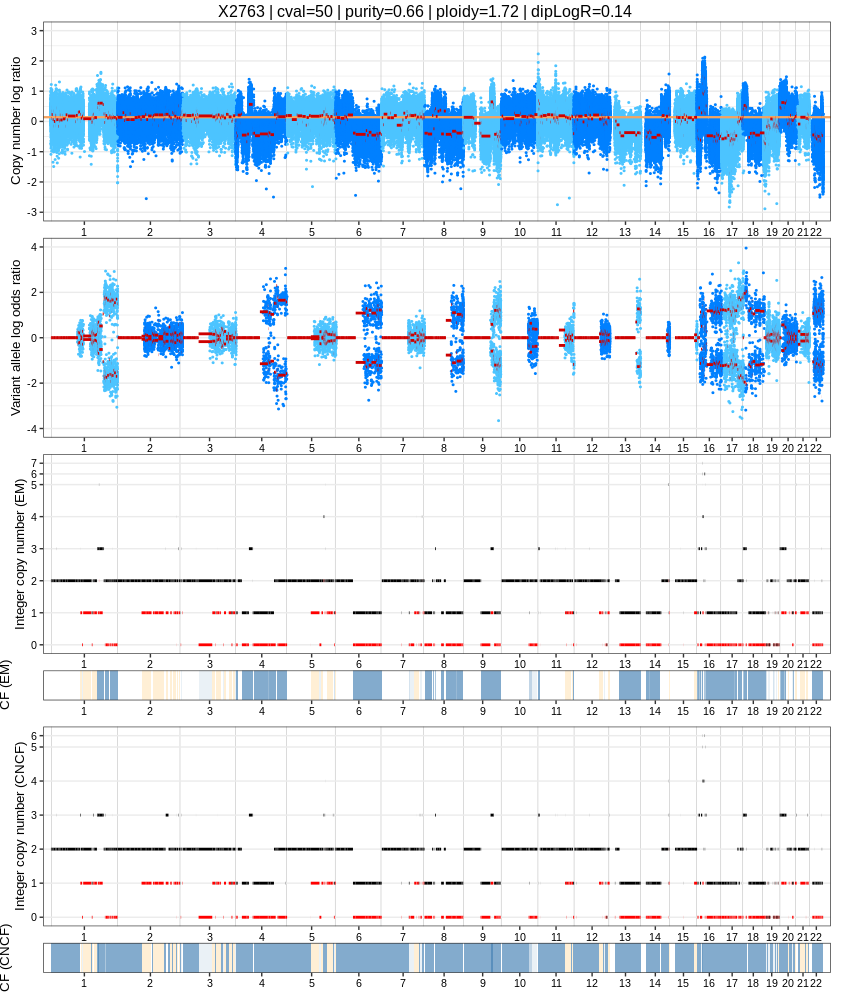 X2763 | cval=50 | purity=0.66 | ploidy=1.72 | dipLogR=0.14
Copy number log ratio
3
2
1
0
-1
-2
-3
1 2 3 4 5 6 7 8 9 10 11 12 13 14 15 16 17 18 19 20 21 22
Variant allele log odds ratio
4
2
0
-2
-4
1 2 3 4 5 6 7 8 9 10 11 12 13 14 15 16 17 18 19 20 21 22
Integer copy number (EM)
7
6
5
4
3
2
1
0
1 2 3 4 5 6 7 8 9 10 11 12 13 14 15 16 17 18 19 20 21 22
CF (EM)
1 2 3 4 5 6 7 8 9 10 11 12 13 14 15 16 17 18 19 20 21 22
Integer copy number (CNCF)
6
5
4
3
2
1
0
1 2 3 4 5 6 7 8 9 10 11 12 13 14 15 16 17 18 19 20 21 22
CF (CNCF)
1 2 3 4 5 6 7 8 9 10 11 12 13 14 15 16 17 18 19 20 21 22